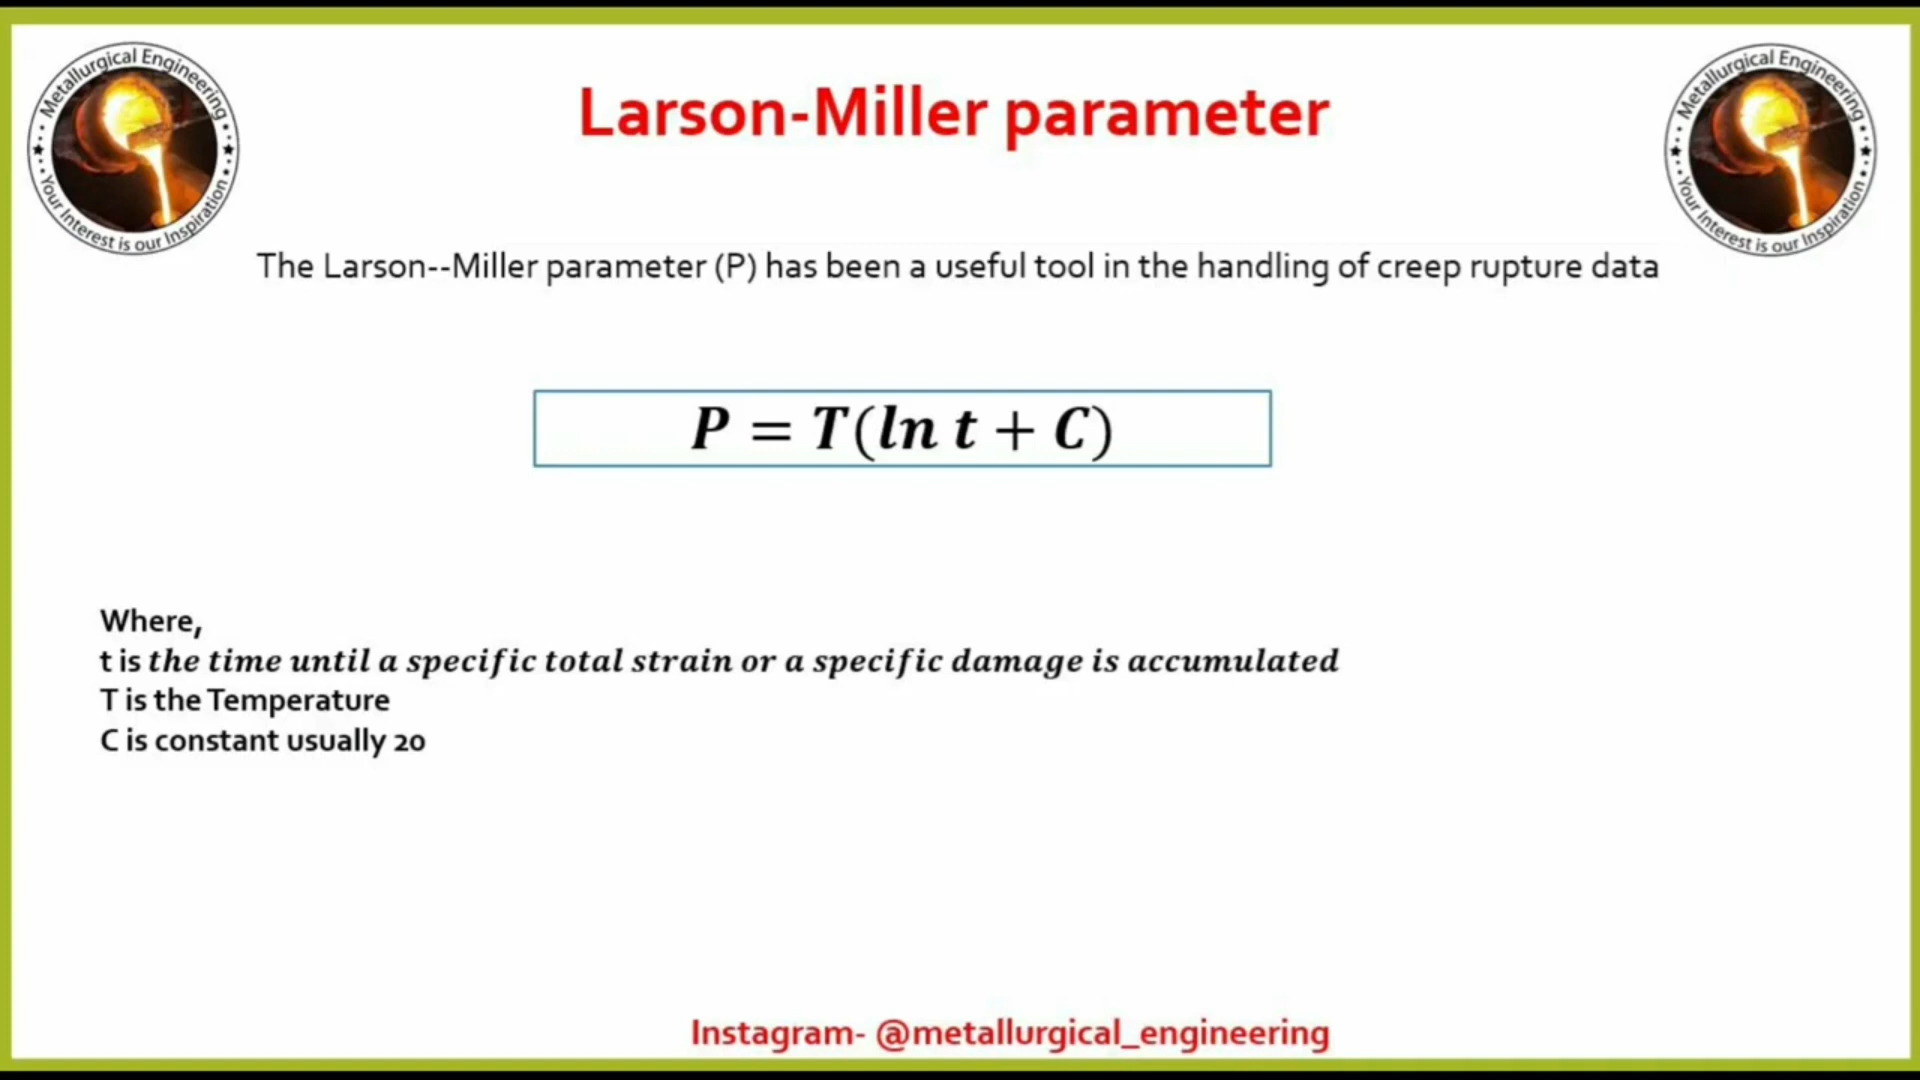 Metallurgical Engineering
Your Interest is our Inspiration
Larson-Miller parameter
Metallurgical Engineering
Your Interest is our Inspiration
The Larson--Miller parameter (P) has been a useful tool in the handling of creep rupture data
P = T(ln t + C)
Where,
t is the time until a specific total strain or a specific damage is accumulated
T is the Temperature
C is constant usually 20
Instagram- @metallurgical_engineering